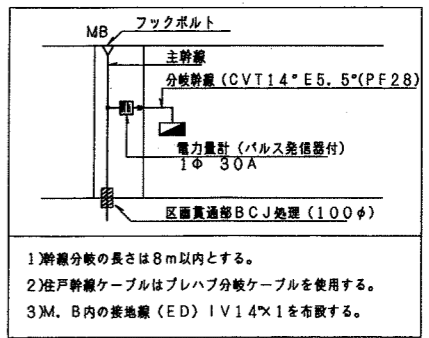 フックボルト
MB
主幹線
分岐幹線(CVT14°E5.5°(PF28)
Wh
電力量計(パルス発信器付)
1Φ 30A
区画貫通部BCJ処理(100φ)
1)幹線分岐の長さは8m以内とする。
2)住戸幹線ケーブルはプレハブ分岐ケーブルを使用する。
3)M.B内の接地線(ED)IV14°×1を布設する。